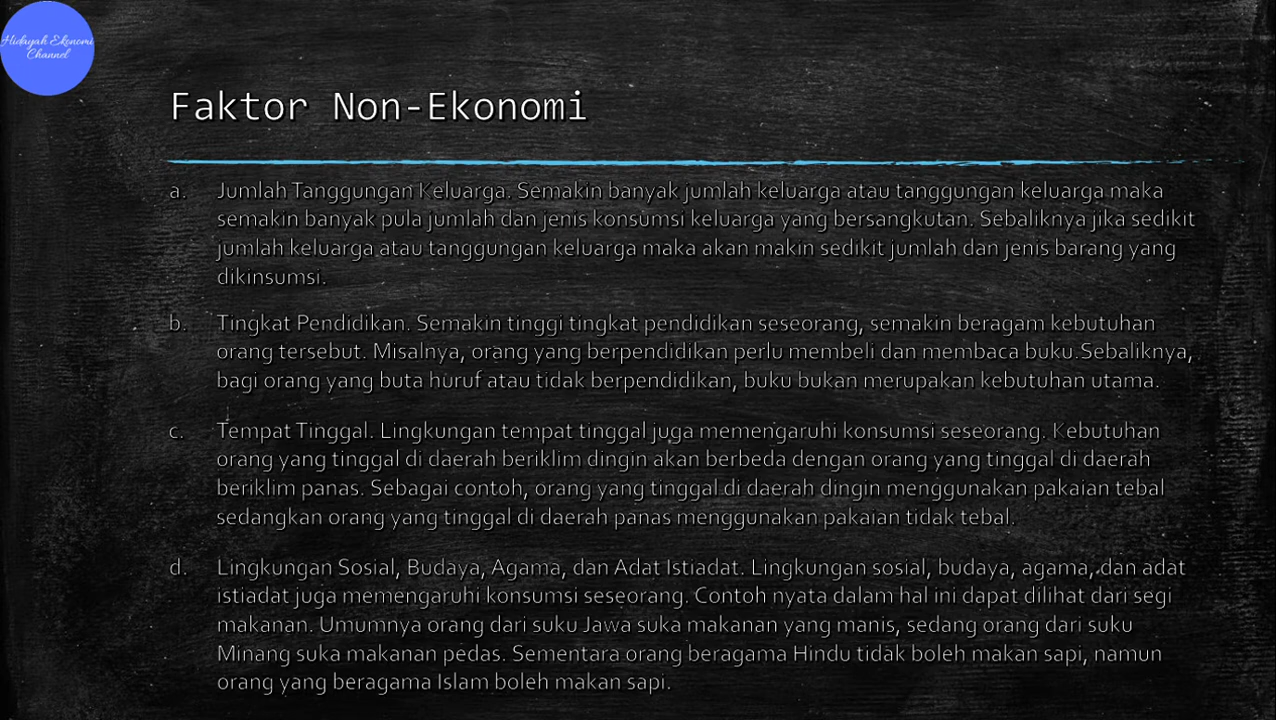 Hidayah Ekonomi
Channel
Faktor Non-Ekonomi
a. Jumlah Tanggungan Keluarga. Semakin banyak jumlah keluarga atau tanggungan keluarga maka
semakin banyak pula jumlah dan jenis konsumsi keluarga yang bersangkutan. Sebaliknya jika sedikit
jumlah keluarga atau tanggungan keluarga maka akan makin sedikit jumlah dan jenis barang yang
dikinsumsi.
b. Tingkat Pendidikan. Semakin tinggi tingkat pendidikan seseorang, semakin beragam kebutuhan
orang tersebut. Misalnya, orang yang berpendidikan perlu membeli dan membaca buku.Sebaliknya,
bagi orang yang buta huruf atau tidak berpendidikan, buku bukan merupakan kebutuhan utama.
c. Tempat Tinggal. Lingkungan tempat tinggal juga memengaruhi konsumsi seseorang. Kebutuhan
orang yang tinggal di daerah beriklim dingin akan berbeda dengan orang yang tinggal di daerah
beriklim panas. Sebagai contoh, orang yang tinggal di daerah dingin menggunakan pakaian tebal
sedangkan orang yang tinggal di daerah panas menggunakan pakaian tidak tebal.
d. Lingkungan Sosial, Budaya, Agama, dan Adat Istiadat. Lingkungan sosial, budaya, agama, dan adat
istiadat juga memengaruhi konsumsi seseorang. Contoh nyata dalam hal ini dapat dilihat dari segi
makanan. Umumnya orang dari suku Jawa suka makanan yang manis, sedang orang dari suku
Minang suka makanan pedas. Sementara orang beragama Hindu tidak boleh makan sapi, namun
orang yang beragama Islam boleh makan sapi.